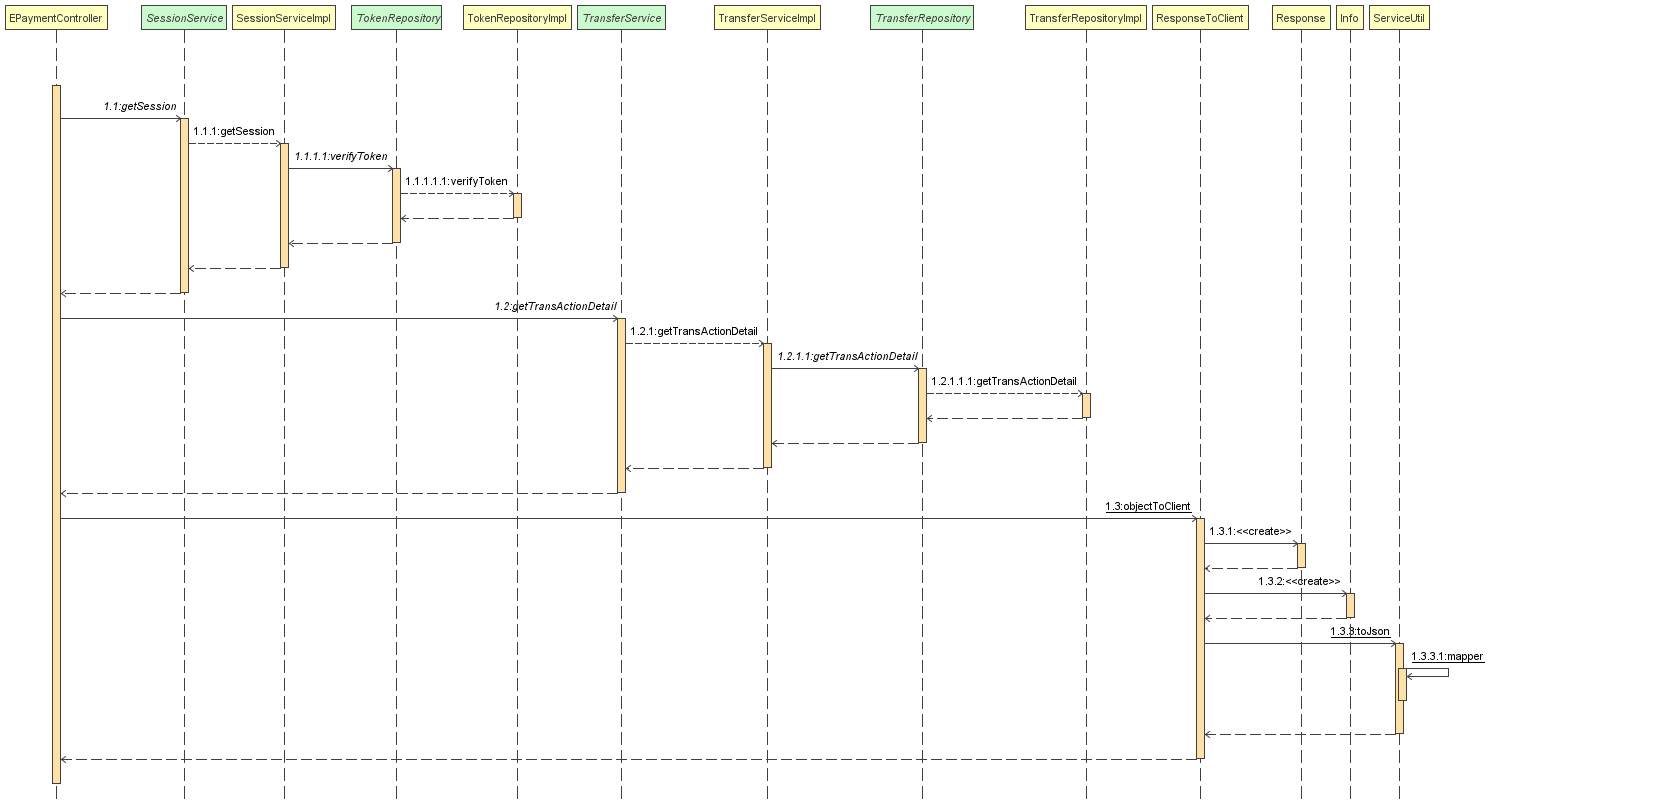 EPaymentController
SessionService
SessionServiceImpl
TokenRepository
TokenRepositoryImpl
TransferService
TransferServiceImpl
TransferRepository
TransferRepositoryImpl
ResponseToClient
Response
Info
ServiceUtil
1.1:getSession
1.1.1:getSession
1.1.1.1:verifyToken
1.1.1.1.1:verifyToken
1.2:getTransActionDetail
1.2.1:getTransActionDetail
1.2.1.1:getTransActionDetail
1.2.1.1.1:getTransActionDetail
1.3:objectToClient
1.3.1:<<create>>
1.3.2:<<create>>
1.3.3:toJson
1.3.3.1:mapper